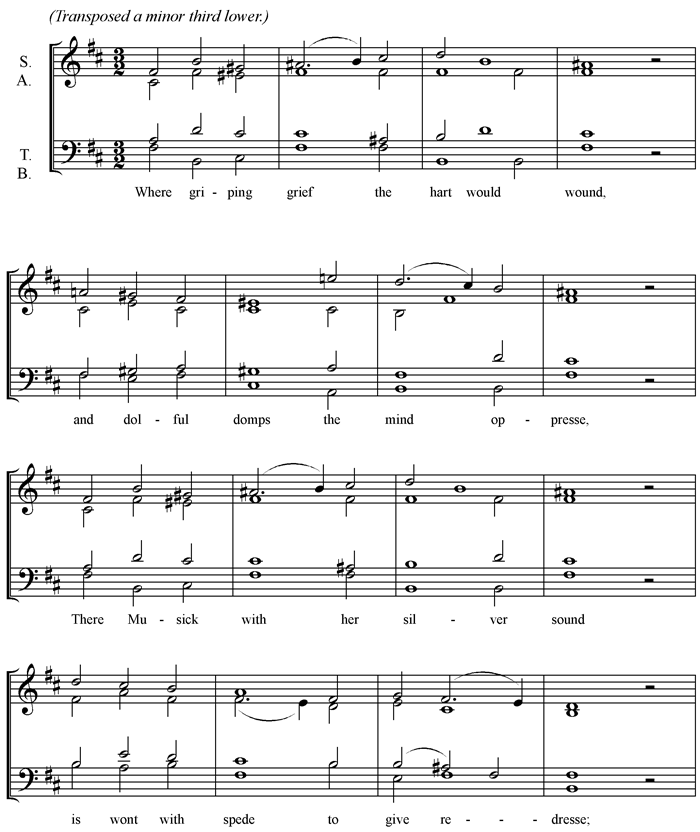 (Transposed a minor third lower.)
S.
A.
T.
B.
Where gri - ping grief the hart would wound,
and dol - ful domps the mind op - presse,
There Mu - sick with her sil - ver sound
is wont with spede to give re - - - dresse;